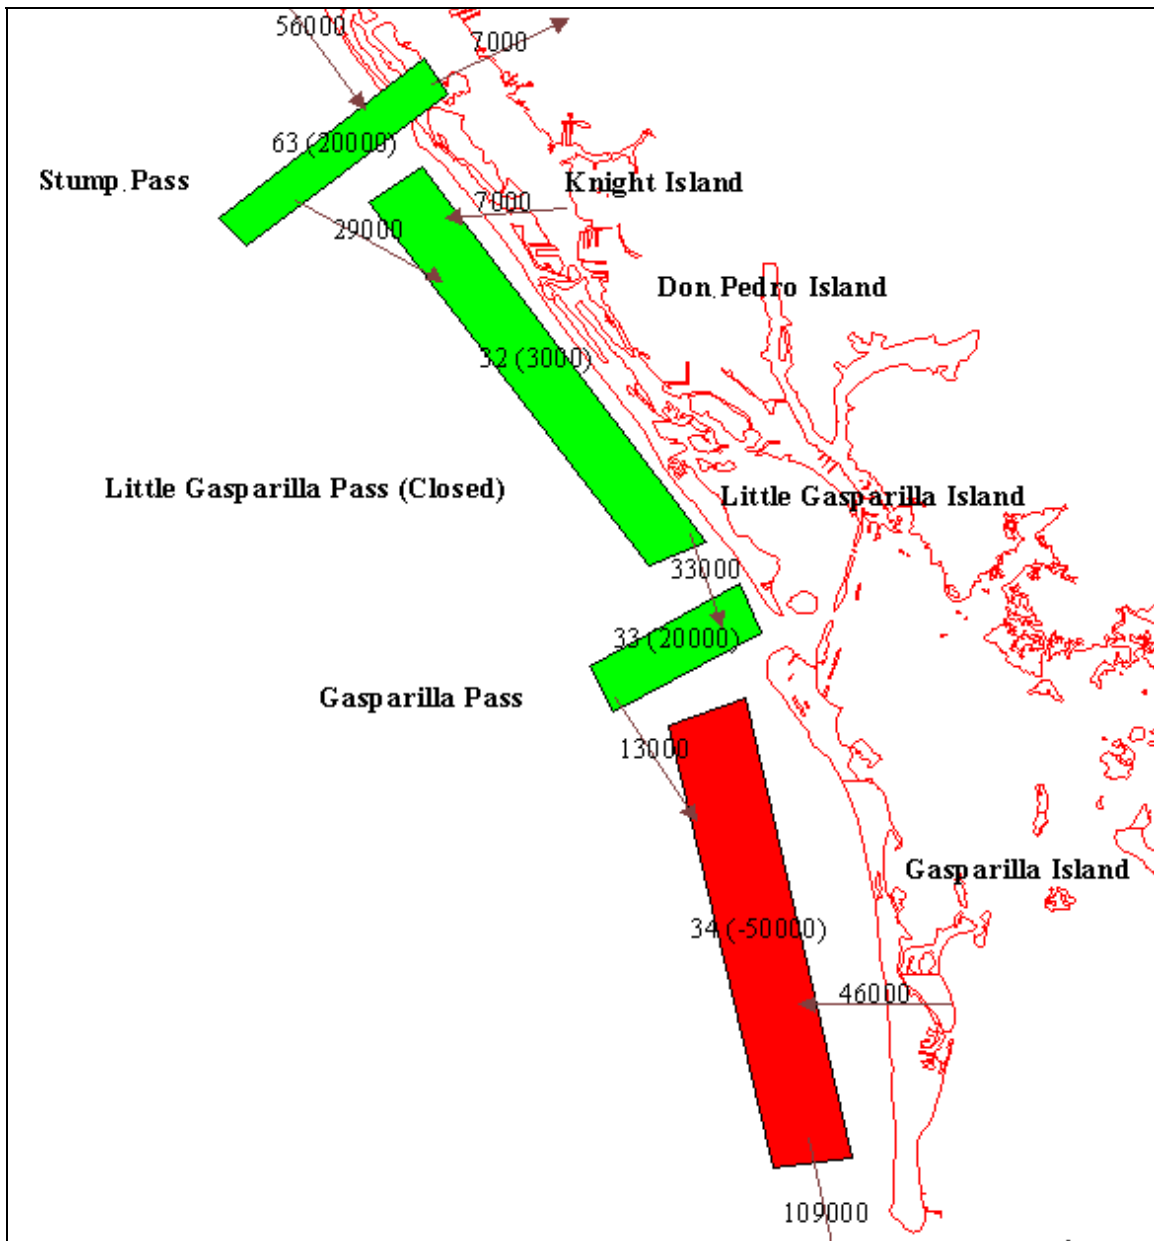 56000
7000
63 (20000)
Stump Pass
Knight Island
7000
29000
Don Pedro Island
32 (3000)
Little Gasparilla Pass (Closed)
Little Gasparilla Island
33000
33 (20000)
Gasparilla Pass
13000
Gasparilla Island
34 (-50000)
46000
109000